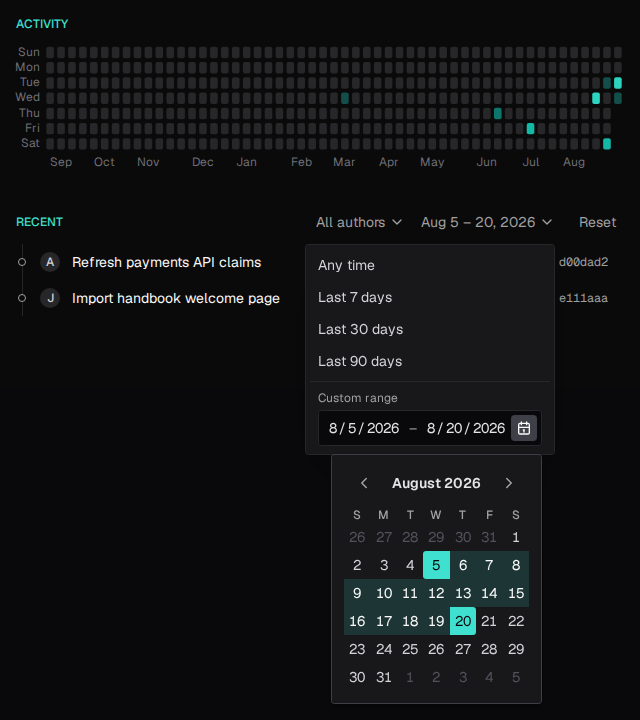 ACTIVITY
Sun
Mon
Tue
Wed
Thu
Fri
Sat
Sep Oct Nov Dec Jan Feb Mar Apr May Jun Jul Aug
RECENT All authors Aug 5 – 20, 2026 Reset
A Refresh payments API claims d00dad2
J Import handbook welcome page e111aaa
Any time
Last 7 days
Last 30 days
Last 90 days
Custom range
8/5/2026 – 8/20/2026
August 2026
S M T W T F S
26 27 28 29 30 31 1
2 3 4 5 6 7 8
9 10 11 12 13 14 15
16 17 18 19 20 21 22
23 24 25 26 27 28 29
30 31 1 2 3 4 5